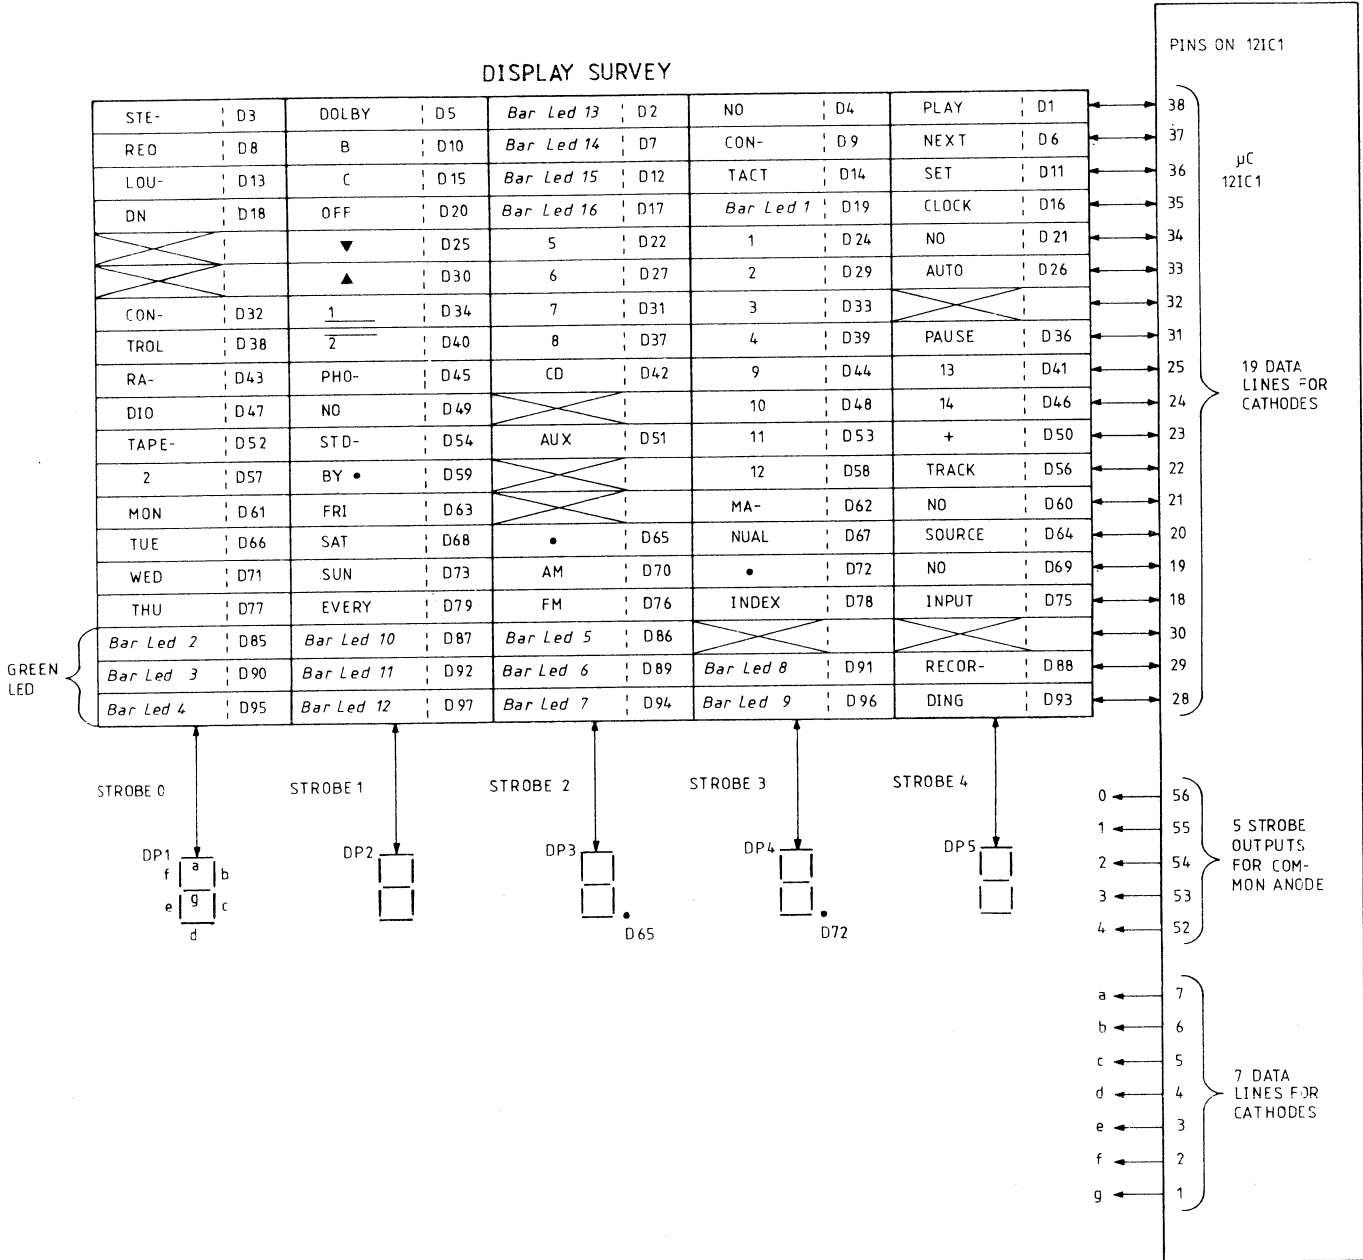 PINS ON 12IC1
DISPLAY SURVEY
STE- D3 DOLBY D5 Bar Led 13 D2 NO D4 PLAY D1 38
REO D8 B D10 Bar Led 14 D7 CON- D9 NEXT D6 37
LOU- D13 C D15 Bar Led 15 D12 TACT D14 SET D11 36
DN D18 OFF D20 Bar Led 16 D17 Bar Led 1 D19 CLOCK D16 35
▼ D25 5 D22 1 D24 NO D21 34
▲ D30 6 D27 2 D29 AUTO D26 33
CON- D32 1 D34 7 D31 3 D33 32
TROL D38 2 D40 8 D37 4 D39 PAUSE D36 31
RA- D43 PHO- D45 CD D42 9 D44 13 D41 25
DIO D47 NO D49 10 D48 14 D46 24
TAPE- D52 STD- D54 AUX D51 11 D53 + D50 23
2 D57 BY • D59 12 D58 TRACK D56 22
MON D61 FRI D63 MA- D62 NO D60 21
TUE D66 SAT D68 • D65 NUAL D67 SOURCE D64 20
WED D71 SUN D73 AM D70 • D72 NO D69 19
THU D77 EVERY D79 FM D76 INDEX D78 INPUT D75 18
Bar Led 2 D85 Bar Led 10 D87 Bar Led 5 D86 30
Bar Led 3 D90 Bar Led 11 D92 Bar Led 6 D89 Bar Led 8 D91 RECOR- D88 29
Bar Led 4 D95 Bar Led 12 D97 Bar Led 7 D94 Bar Led 9 D96 DING D93 28
GREEN
LED
µC
12IC1
19 DATA
LINES FOR
CATHODES
STROBE 0 STROBE 1 STROBE 2 STROBE 3 STROBE 4
DP1 DP2 DP3 DP4 DP5
a
f b
g
e c
d
D65 D72
0 56
1 55
2 54
3 53
4 52
5 STROBE
OUTPUTS
FOR COM-
MON ANODE
a 7
b 6
c 5
d 4
e 3
f 2
g 1
7 DATA
LINES FOR
CATHODES